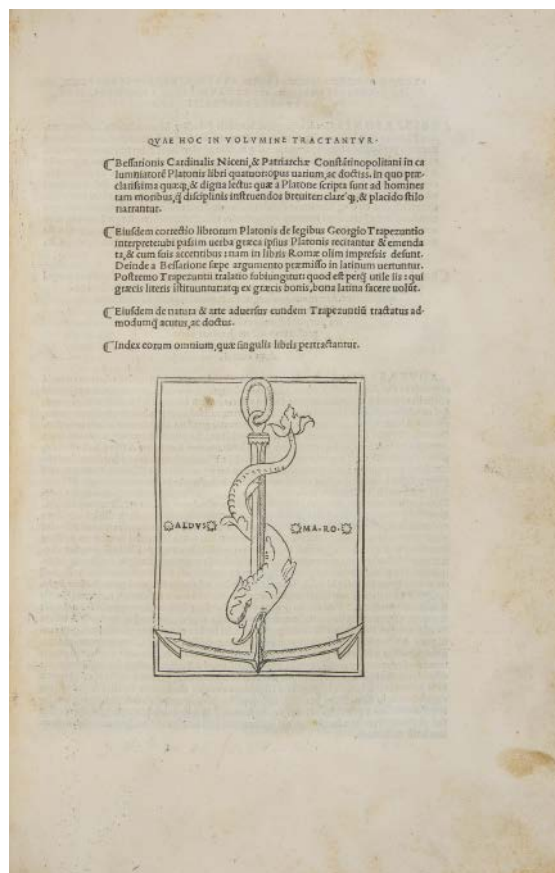 QVAE HOC IN VOLVMINE TRACTANTVR.
Bessarionis Cardinalis Niceni, & Patriarchæ Constãtinopolitani in ca
luminatorẽ Platonis libri quatuor opus uarium, ac doctiss. in quo præ-
clarissima quæq;, & digna lectu: quæ a Platone scripta sunt ad homines
tam moribus, q̃ disciplinis instruendos breuiter: clare´q;, & placido stilo
narrantur.
Eiusdem correctio librorum Platonis de legibus Georgio Trapezuntio
interprete: ubi passim uerba græca ipsius Platonis recitantur & emenda
ta, & cum suis accentibus: nam in libris Romæ olim impressis desunt.
Deinde a Bessarione sæpe argumento præmisso in latinum uertuntur.
Postremo Trapezuntii tralatio subiungitur: quod est perq̃ utile iis: qui
græcis literis ĩstituuntur: atq; ex græcis bonis, bona latina facere uolũt.
Eiusdem de natura & arte aduersus eundem Trapezuntiũ tractatus ad-
modumq̃ acutus, ac doctus.
Index eorum omnium, quæ singulis libris pertractantur.
ALDVS MA.RO.